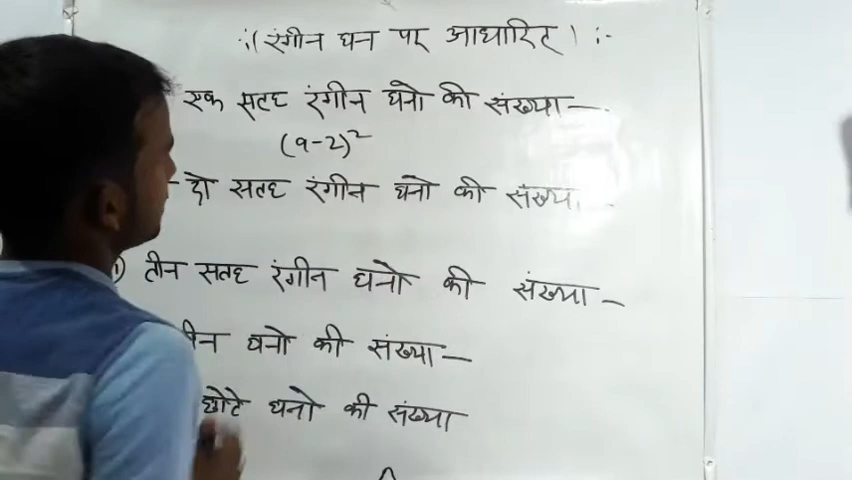 :( रंगीन घन पर आधारित ) :-
एक सतह रंगीन घनो की संख्या —
(a-2)²
- दो सतह रंगीन घनो की संख्या
तीन सतह रंगीन घनो की संख्या —
घनो की संख्या —
छोटे घनो की संख्या